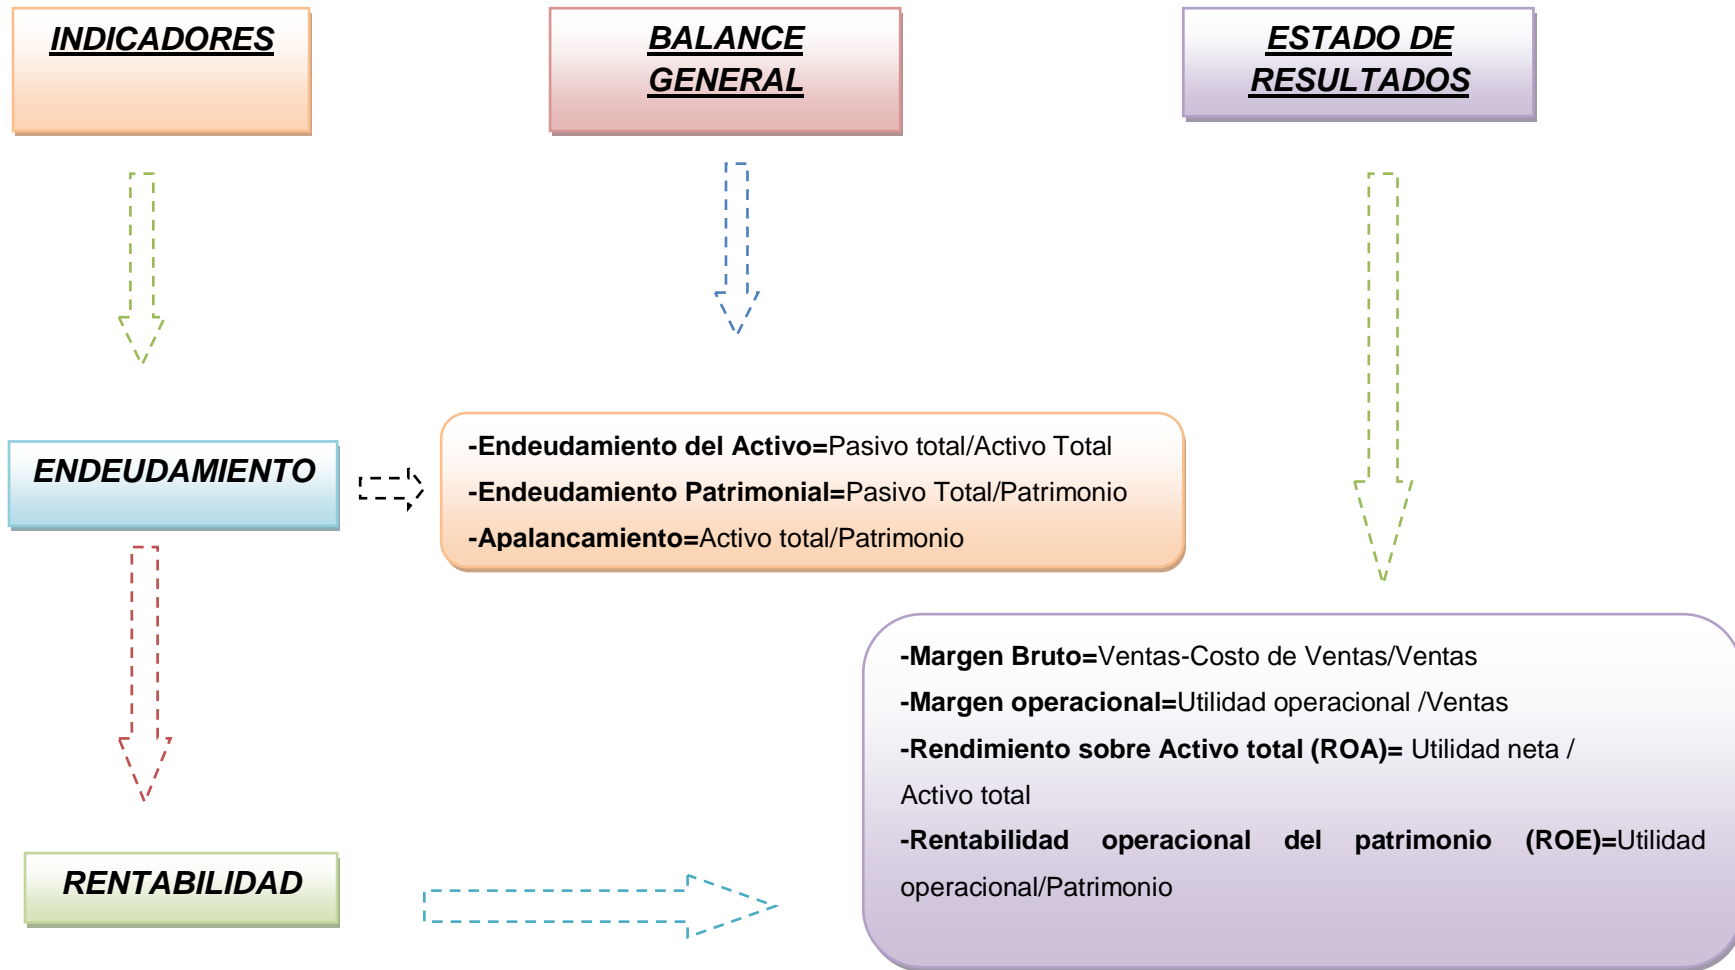 INDICADORES
BALANCE
GENERAL
ESTADO DE
RESULTADOS
ENDEUDAMIENTO
-Endeudamiento del Activo=Pasivo total/Activo Total
-Endeudamiento Patrimonial=Pasivo Total/Patrimonio
-Apalancamiento=Activo total/Patrimonio
-Margen Bruto=Ventas-Costo de Ventas/Ventas
-Margen operacional=Utilidad operacional /Ventas
-Rendimiento sobre Activo total (ROA)= Utilidad neta /
Activo total
-Rentabilidad operacional del patrimonio (ROE)=Utilidad
operacional/Patrimonio
RENTABILIDAD